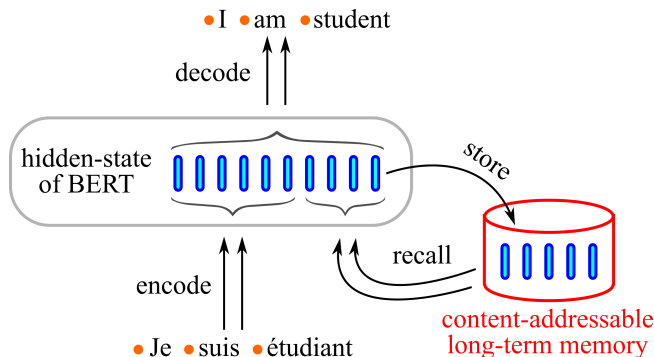 • I • am • student
decode
hidden-state
of BERT
store
recall
encode
• Je • suis • étudiant
content-addressable
long-term memory